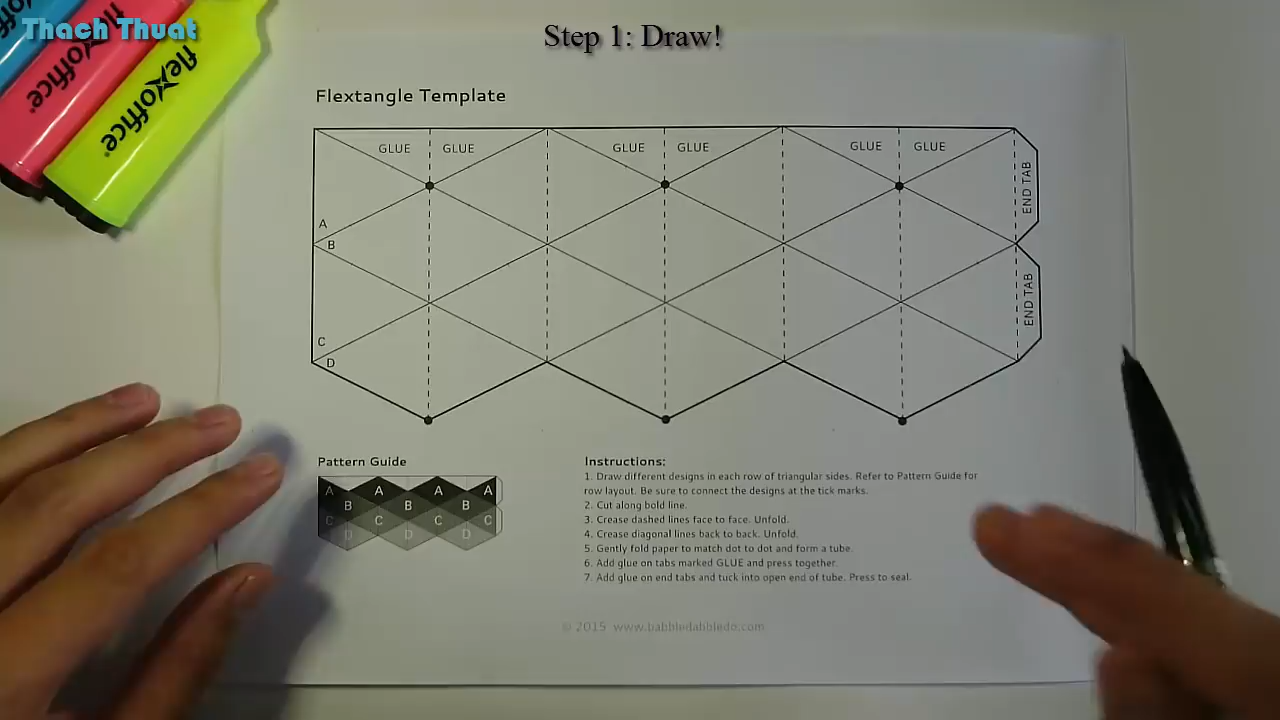 Thach Thuat
Step 1: Draw!
flexoffice
flexoffice
Flextangle Template
GLUE GLUE GLUE GLUE GLUE GLUE
END TAB
A
B
END TAB
C
D
Pattern Guide
A A A A
B B B
C C C C
D D D
Instructions:
1. Draw different designs in each row of triangular sides. Refer to Pattern Guide for
row layout. Be sure to connect the designs at the tick marks.
2. Cut along bold line.
3. Crease dashed lines face to face. Unfold.
4. Crease diagonal lines back to back. Unfold.
5. Gently fold paper to match dot to dot and form a tube.
6. Add glue on tabs marked GLUE and press together.
7. Add glue on end tabs and tuck into open end of tube. Press to seal.
© 2015 www.babbledabbledo.com